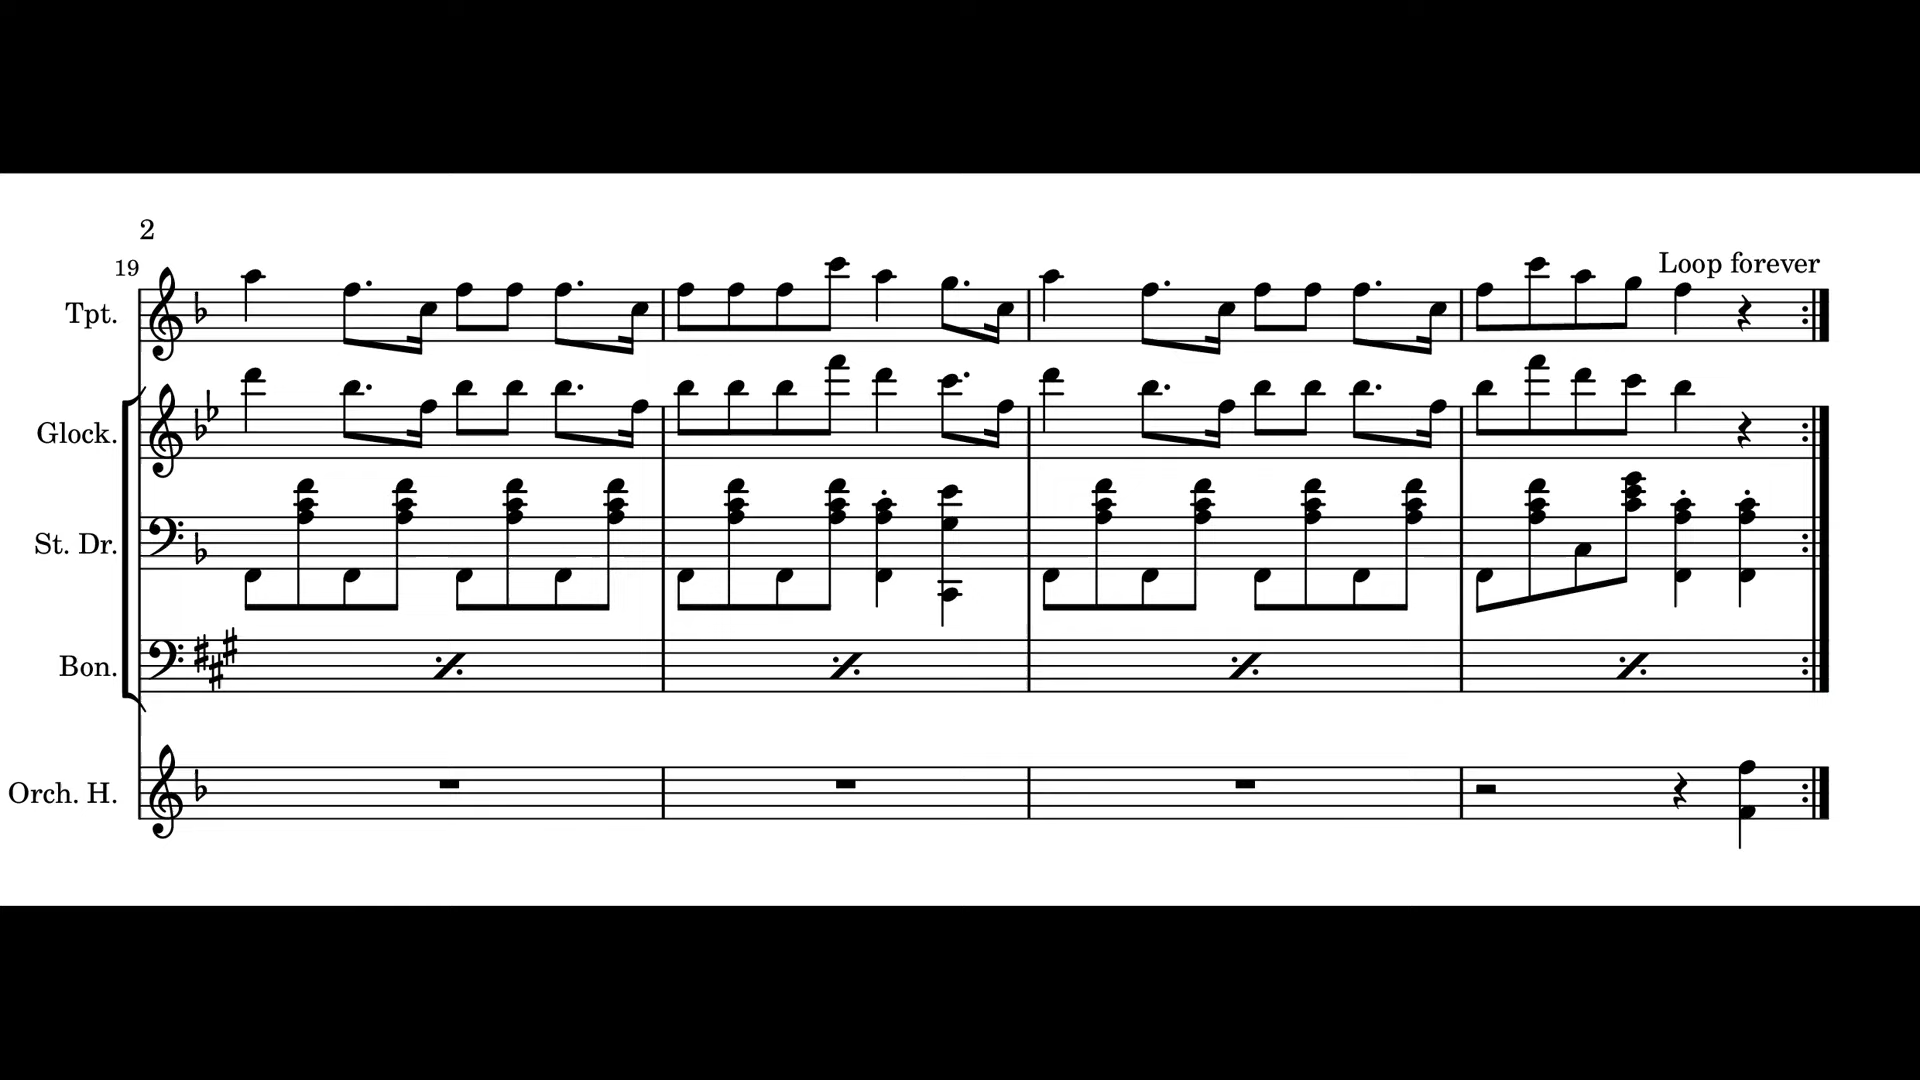 2
19
Loop forever
Tpt.
Glock.
St. Dr.
Bon.
Orch. H.